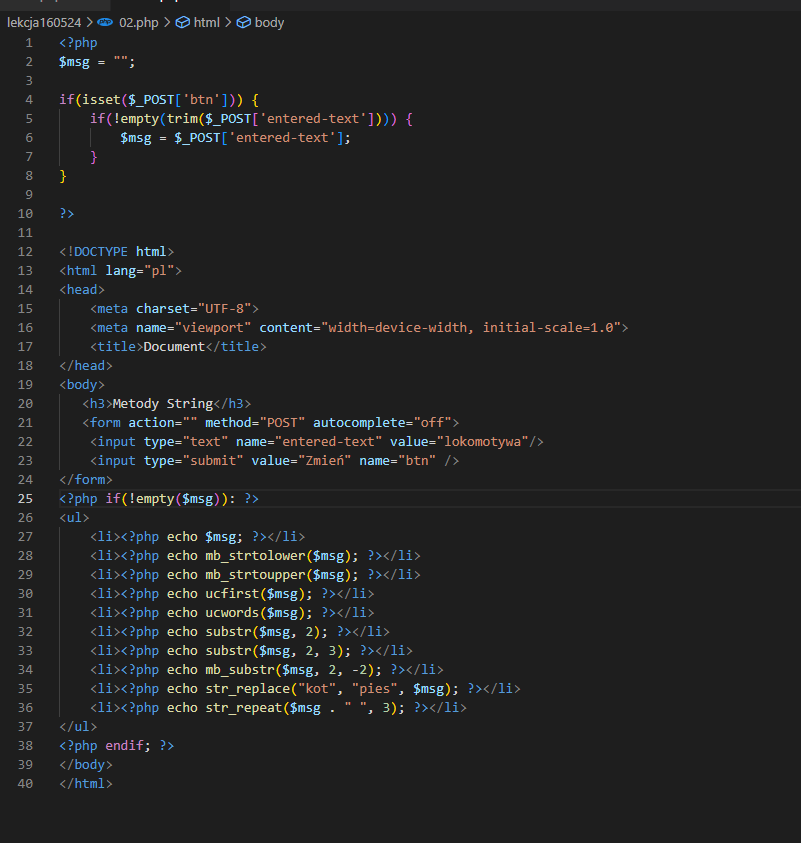 lekcja160524 > 02.php > html > body
1 <?php
2 $msg = "";
3
4 if(isset($_POST['btn'])) {
5     if(!empty(trim($_POST['entered-text']))) {
6         $msg = $_POST['entered-text'];
7     }
8 }
9
10 ?>
11
12 <!DOCTYPE html>
13 <html lang="pl">
14 <head>
15     <meta charset="UTF-8">
16     <meta name="viewport" content="width=device-width, initial-scale=1.0">
17     <title>Document</title>
18 </head>
19 <body>
20    <h3>Metody String</h3>
21    <form action="" method="POST" autocomplete="off">
22     <input type="text" name="entered-text" value="lokomotywa"/>
23     <input type="submit" value="Zmień" name="btn" />
24 </form>
25 <?php if(!empty($msg)): ?>
26 <ul>
27     <li><?php echo $msg; ?></li>
28     <li><?php echo mb_strtolower($msg); ?></li>
29     <li><?php echo mb_strtoupper($msg); ?></li>
30     <li><?php echo ucfirst($msg); ?></li>
31     <li><?php echo ucwords($msg); ?></li>
32     <li><?php echo substr($msg, 2); ?></li>
33     <li><?php echo substr($msg, 2, 3); ?></li>
34     <li><?php echo mb_substr($msg, 2, -2); ?></li>
35     <li><?php echo str_replace("kot", "pies", $msg); ?></li>
36     <li><?php echo str_repeat($msg . " ", 3); ?></li>
37 </ul>
38 <?php endif; ?>
39 </body>
40 </html>